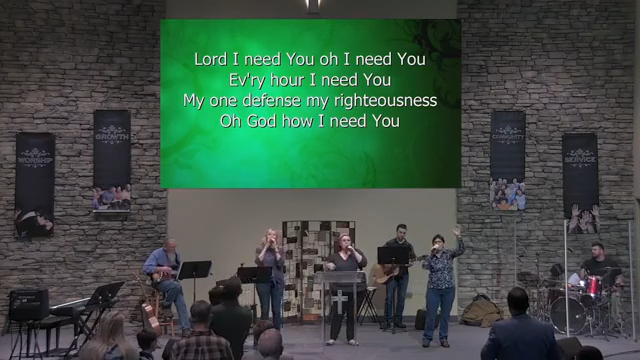 Lord I need You oh I need You
Ev'ry hour I need You
My one defense my righteousness
Oh God how I need You
WORSHIP
GROWTH
COMMUNITY
SERVICE